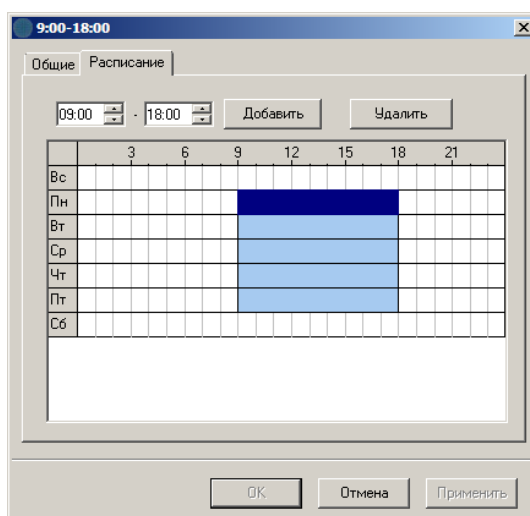 9:00-18:00
Общие Расписание
09:00 - 18:00 Добавить Удалить
3 6 9 12 15 18 21
Вс
Пн
Вт
Ср
Чт
Пт
Сб
OK Отмена Применить